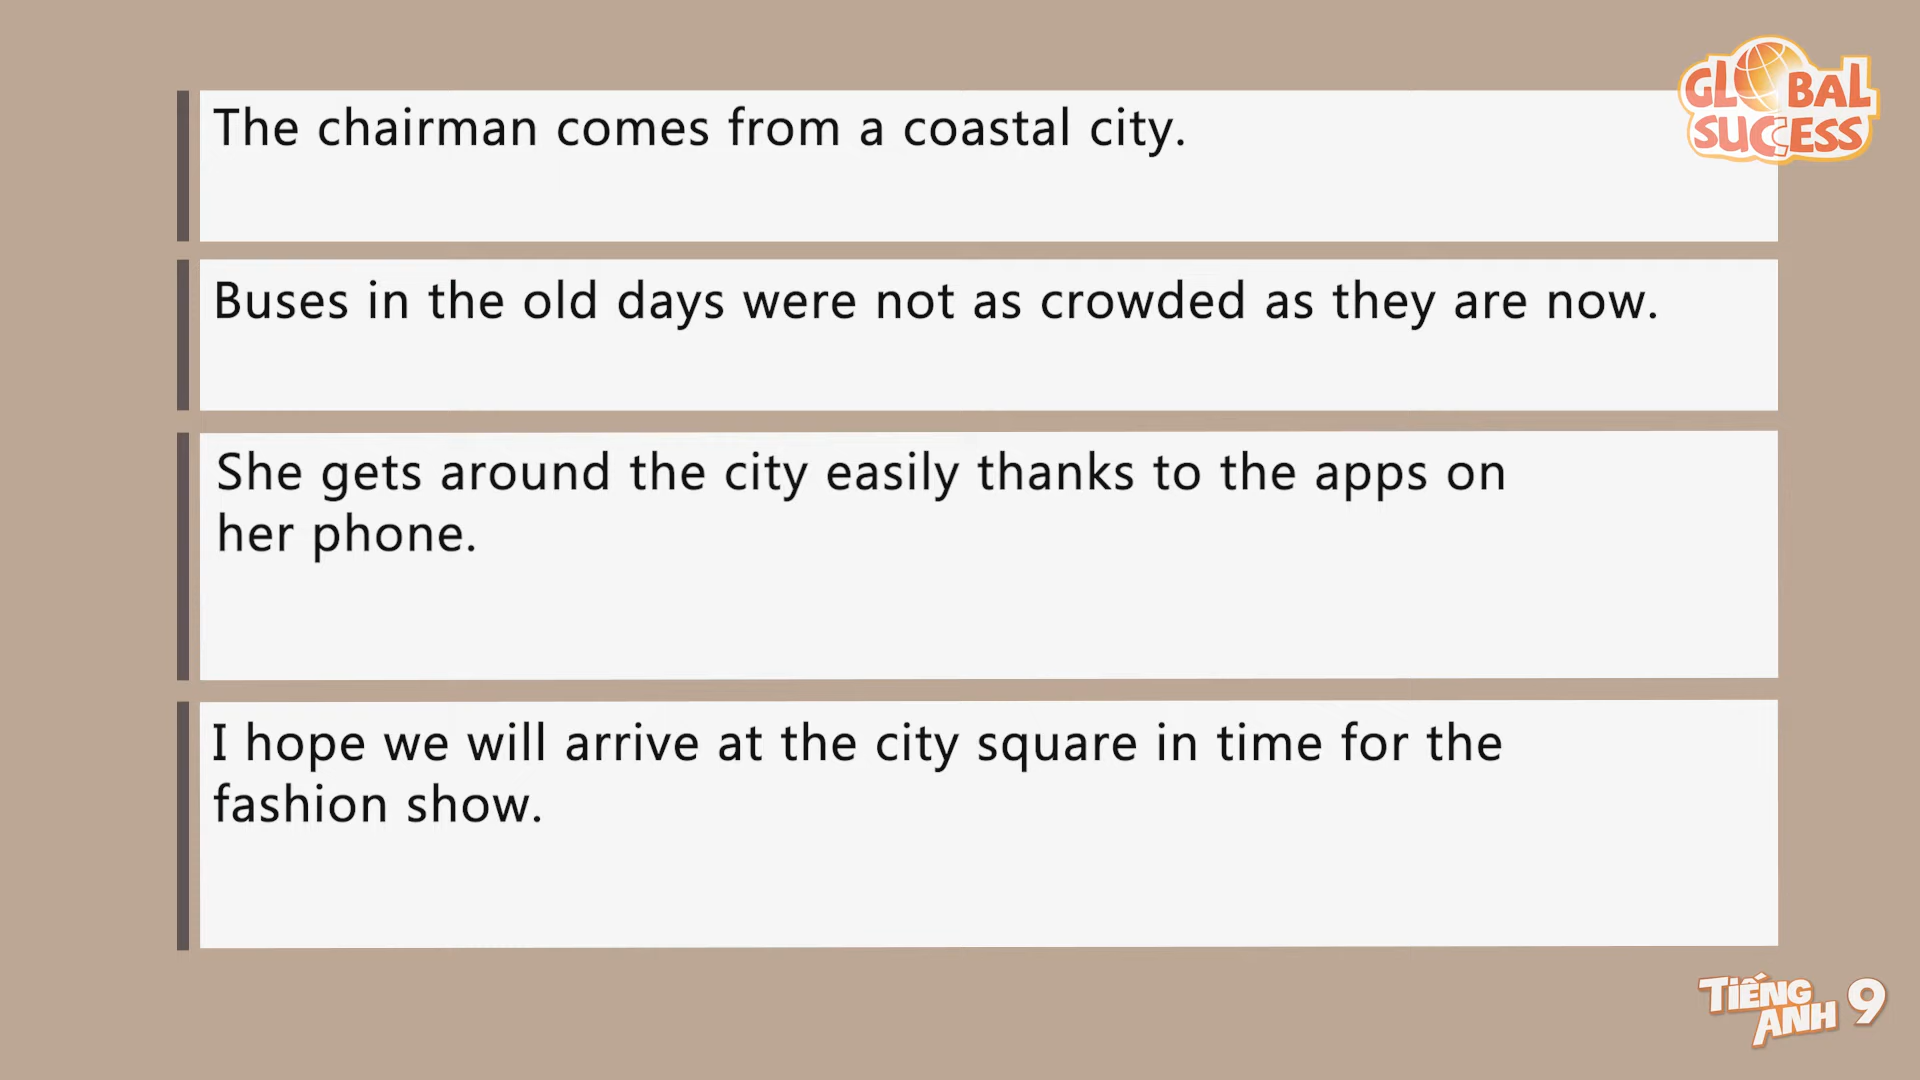 GLOBAL
SUCCESS
The chairman comes from a coastal city.
Buses in the old days were not as crowded as they are now.
She gets around the city easily thanks to the apps on
her phone.
I hope we will arrive at the city square in time for the
fashion show.
TIẾNG
ANH 9